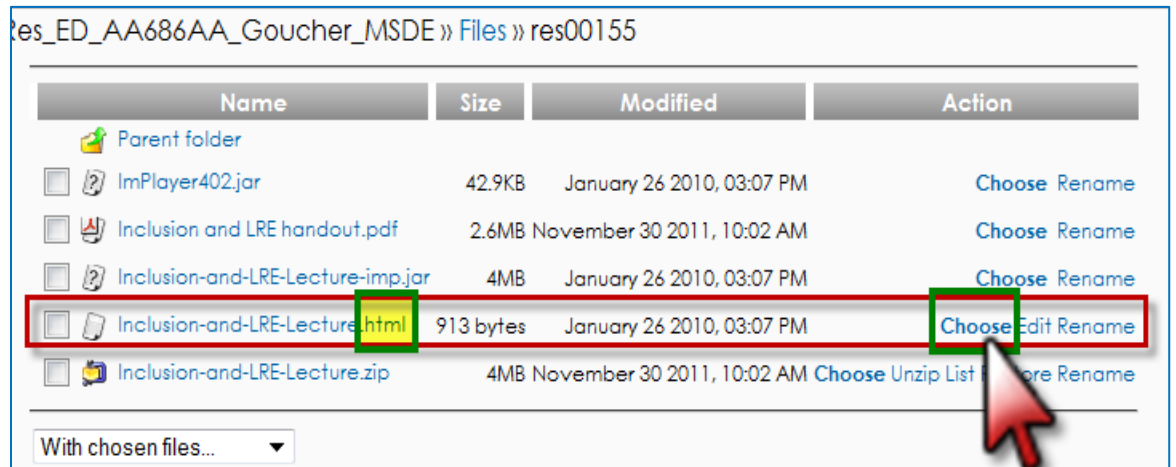 Res_ED_AA686AA_Goucher_MSDE » Files » res00155
Name Size Modified Action
Parent folder
ImPlayer402.jar 42.9KB January 26 2010, 03:07 PM Choose Rename
Inclusion and LRE handout.pdf 2.6MB November 30 2011, 10:02 AM Choose Rename
Inclusion-and-LRE-Lecture-imp.jar 4MB January 26 2010, 03:07 PM Choose Rename
Inclusion-and-LRE-Lecture.html 913 bytes January 26 2010, 03:07 PM Choose Edit Rename
Inclusion-and-LRE-Lecture.zip 4MB November 30 2011, 10:02 AM Choose Unzip List Rename
With chosen files...